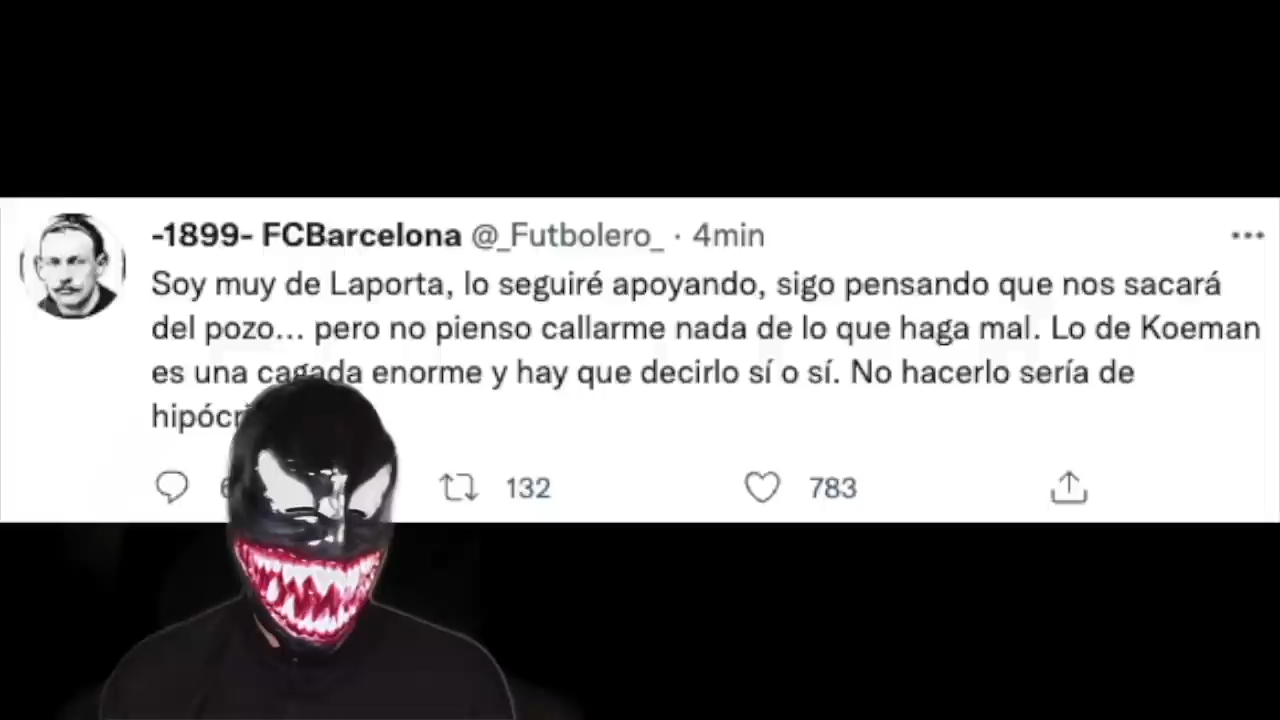 -1899- FCBarcelona @_Futbolero_ · 4min
Soy muy de Laporta, lo seguiré apoyando, sigo pensando que nos sacará
del pozo... pero no pienso callarme nada de lo que haga mal. Lo de Koeman
es una cagada enorme y hay que decirlo sí o sí. No hacerlo sería de
132 783